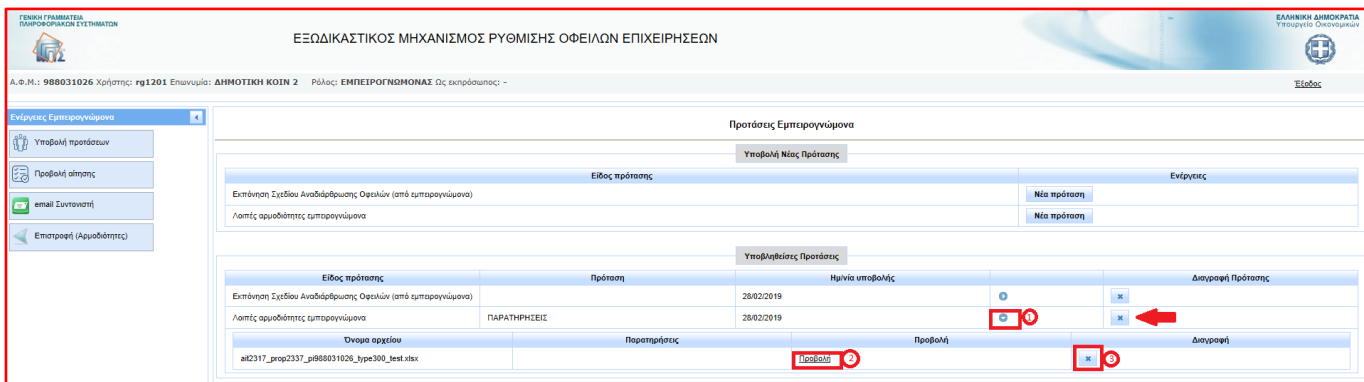 ΓΕΝΙΚΗ ΓΡΑΜΜΑΤΕΙΑ
ΠΛΗΡΟΦΟΡΙΑΚΩΝ ΣΥΣΤΗΜΑΤΩΝ
ΕΛΛΗΝΙΚΗ ΔΗΜΟΚΡΑΤΙΑ
Υπουργείο Οικονομικών
ΕΞΩΔΙΚΑΣΤΙΚΟΣ ΜΗΧΑΝΙΣΜΟΣ ΡΥΘΜΙΣΗΣ ΟΦΕΙΛΩΝ ΕΠΙΧΕΙΡΗΣΕΩΝ
Α.Φ.Μ.: 988031026 Χρήστης: rg1201 Επωνυμία: ΔΗΜΟΤΙΚΗ ΚΟΙΝ 2 Ρόλος: ΕΜΠΕΙΡΟΓΝΩΜΟΝΑΣ Ως εκπρόσωπος: -
Έξοδος
Ενέργειες Εμπειρογνώμονα
Υποβολή προτάσεων
Προβολή αίτησης
email Συντονιστή
Επιστροφή (Αρμοδιότητες)
Προτάσεις Εμπειρογνώμονα
Υποβολή Νέας Πρότασης
Είδος πρότασης Ενέργειες
Εκπόνηση Σχεδίου Αναδιάρθρωσης Οφειλών (από εμπειρογνώμονα) Νέα πρόταση
Λοιπές αρμοδιότητες εμπειρογνώμονα Νέα πρόταση
Υποβληθείσες Προτάσεις
Είδος πρότασης Πρόταση Ημ/νία υποβολής Διαγραφή Πρότασης
Εκπόνηση Σχεδίου Αναδιάρθρωσης Οφειλών (από εμπειρογνώμονα) 28/02/2019
Λοιπές αρμοδιότητες εμπειρογνώμονα ΠΑΡΑΤΗΡΗΣΕΙΣ 28/02/2019 1
Όνομα αρχείου Παρατηρήσεις Προβολή Διαγραφή
ait2317_prop2337_pi988031026_type300_test.xlsx Προβολή 2 3